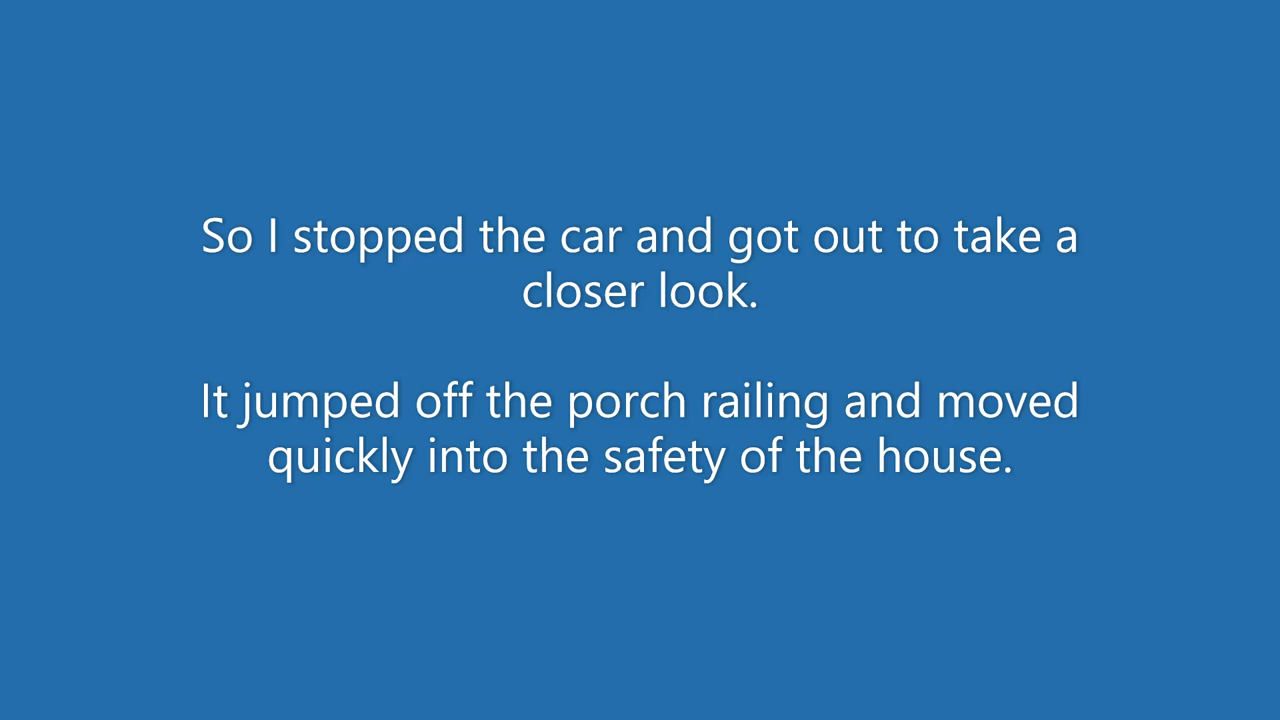 So I stopped the car and got out to take a
closer look.
It jumped off the porch railing and moved
quickly into the safety of the house.